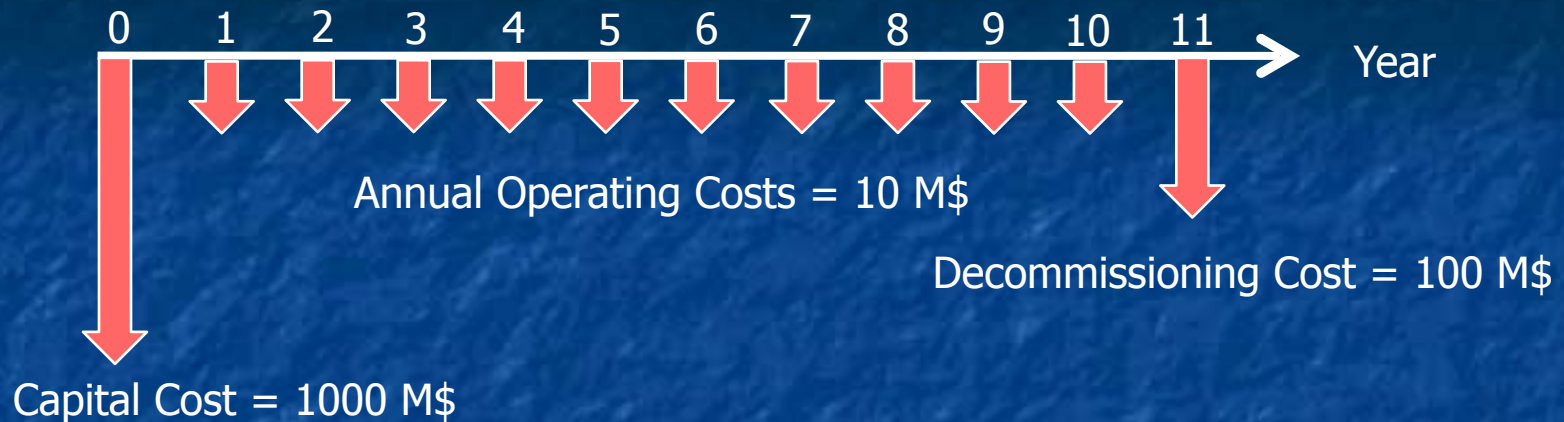 0 1 2 3 4 5 6 7 8 9 10 11
Year
Annual Operating Costs = 10 M$
Decommissioning Cost = 100 M$
Capital Cost = 1000 M$